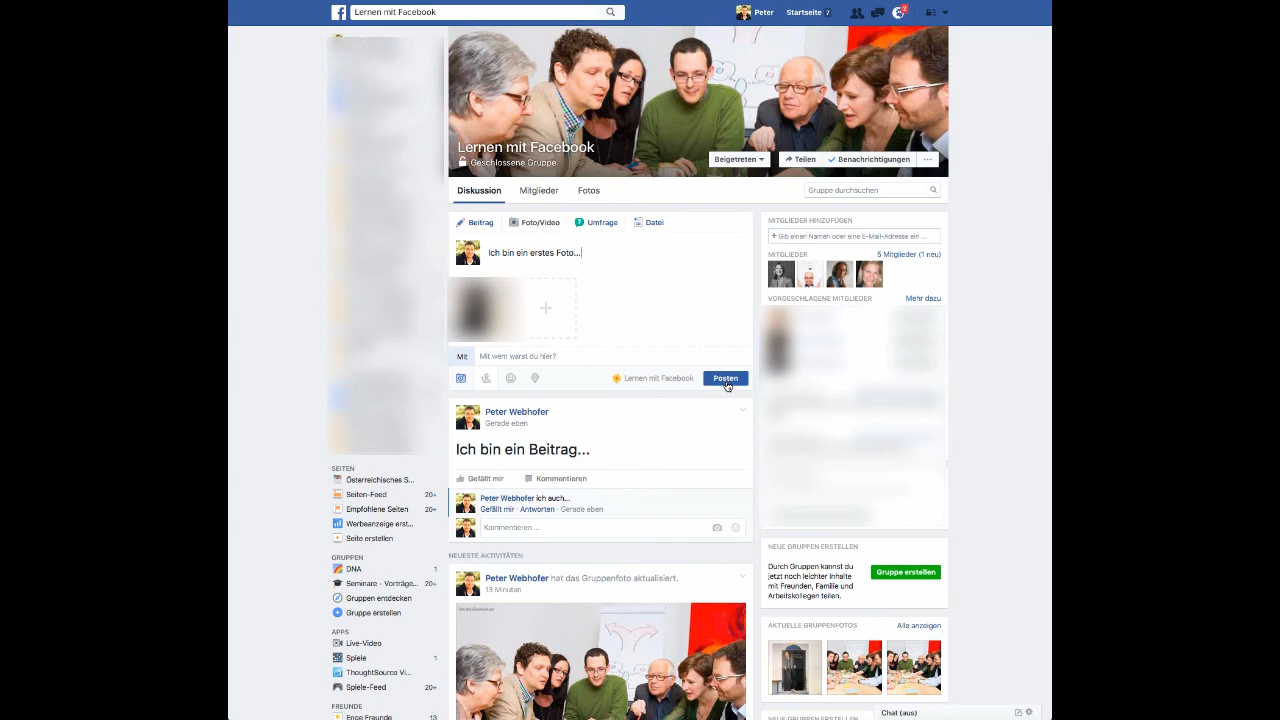 Lernen mit Facebook
Peter
Startseite 7
2
Lernen mit Facebook
Geschlossene Gruppe
Beigetreten
Teilen
Benachrichtigungen
Diskussion
Mitglieder
Fotos
Gruppe durchsuchen
Beitrag
Foto/Video
Umfrage
Datei
Ich bin ein erstes Foto...
Mit
Mit wem warst du hier?
Lernen mit Facebook
Posten
Peter Webhofer
Gerade eben
Ich bin ein Beitrag...
Gefällt mir
Kommentieren
Peter Webhofer ich auch...
Gefällt mir · Antworten · Gerade eben
Kommentieren ...
NEUESTE AKTIVITÄTEN
Peter Webhofer hat das Gruppenfoto aktualisiert.
13 Minuten
MITGLIEDER HINZUFÜGEN
+ Gib einen Namen oder eine E-Mail-Adresse ein ...
MITGLIEDER
5 Mitglieder (1 neu)
VORGESCHLAGENE MITGLIEDER
Mehr dazu
NEUE GRUPPEN ERSTELLEN
Durch Gruppen kannst du
jetzt noch leichter Inhalte
mit Freunden, Familie und
Arbeitskollegen teilen.
Gruppe erstellen
AKTUELLE GRUPPENFOTOS
Alle anzeigen
NEUE GRUPPEN ERSTELLEN
Chat (aus)
SEITEN
Österreichisches S...
Seiten-Feed 20+
Empfohlene Seiten 20+
Werbeanzeige erst...
Seite erstellen
GRUPPEN
DNA 1
Seminare - Vorträge... 20+
Gruppen entdecken
Gruppe erstellen
APPS
Live-Video
Spiele 1
ThoughtSource Vi...
Spiele-Feed 20+
FREUNDE
Enge Freunde 13